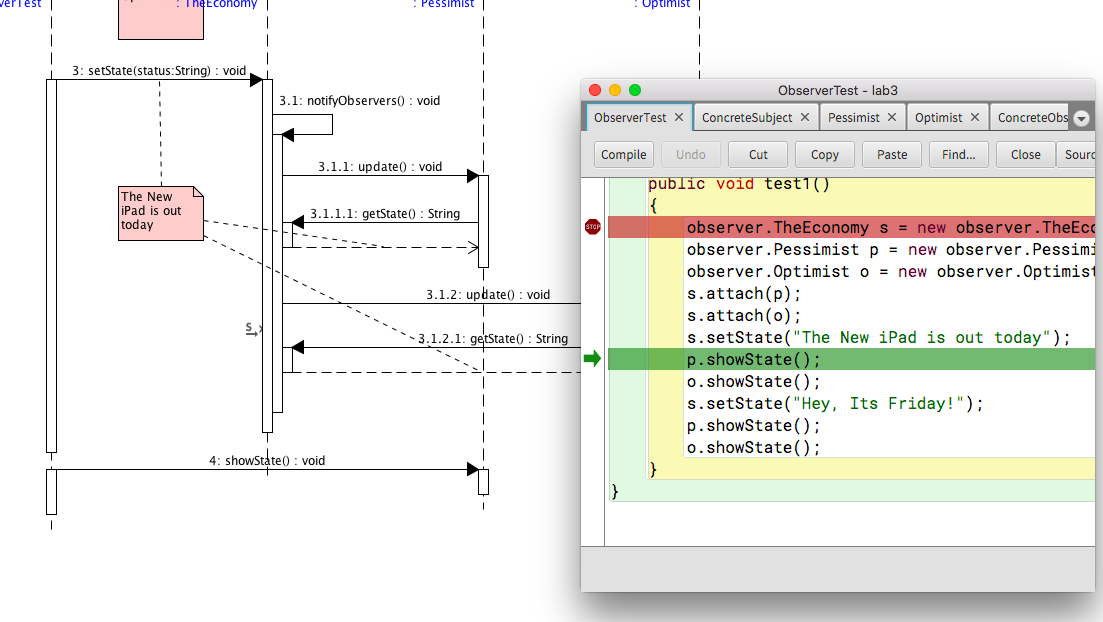 : TheEconomy
: Pessimist
: Optimist
3: setState(status:String) : void
3.1: notifyObservers() : void
3.1.1: update() : void
The New
iPad is out
today
3.1.1.1: getState() : String
3.1.2: update() : void
S
3.1.2.1: getState() : String
4: showState() : void
ObserverTest - lab3
ObserverTest × ConcreteSubject × Pessimist × Optimist × ConcreteObs
Compile Undo Cut Copy Paste Find... Close Sourc
public void test1()
{
STOP
observer.TheEconomy s = new observer.TheEco
observer.Pessimist p = new observer.Pessimi
observer.Optimist o = new observer.Optimist
s.attach(p);
s.attach(o);
s.setState("The New iPad is out today");
p.showState();
o.showState();
s.setState("Hey, Its Friday!");
p.showState();
o.showState();
}
}